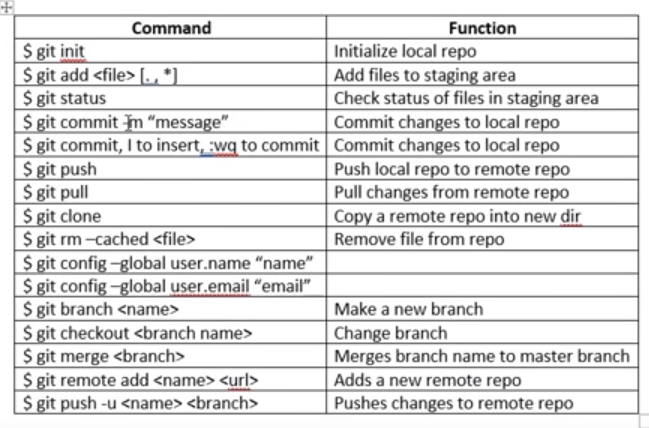 Command Function
$ git init Initialize local repo
$ git add <file> [. , *] Add files to staging area
$ git status Check status of files in staging area
$ git commit -m “message” Commit changes to local repo
$ git commit, I to insert, :wq to commit Commit changes to local repo
$ git push Push local repo to remote repo
$ git pull Pull changes from remote repo
$ git clone Copy a remote repo into new dir
$ git rm –cached <file> Remove file from repo
$ git config –global user.name “name”
$ git config –global user.email “email”
$ git branch <name> Make a new branch
$ git checkout <branch name> Change branch
$ git merge <branch> Merges branch name to master branch
$ git remote add <name> <url> Adds a new remote repo
$ git push -u <name> <branch> Pushes changes to remote repo